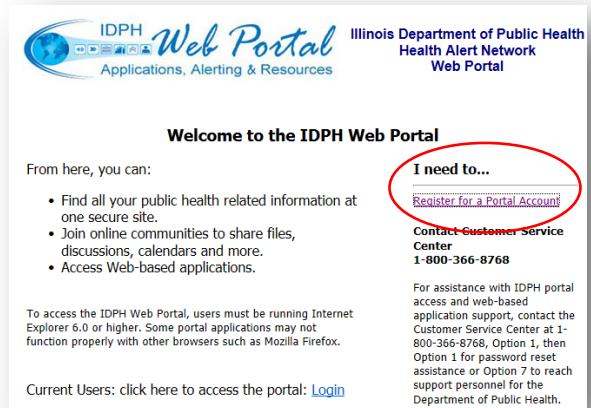 IDPH
Web Portal
Applications, Alerting & Resources
Illinois Department of Public Health
Health Alert Network
Web Portal
Welcome to the IDPH Web Portal
From here, you can:
• Find all your public health related information at
one secure site.
• Join online communities to share files,
discussions, calendars and more.
• Access Web-based applications.
To access the IDPH Web Portal, users must be running Internet
Explorer 6.0 or higher. Some portal applications may not
function properly with other browsers such as Mozilla Firefox.
Current Users: click here to access the portal: Login
I need to...
Register for a Portal Account
Contact Customer Service
Center
1-800-366-8768
For assistance with IDPH portal
access and web-based
application support, contact the
Customer Service Center at 1-
800-366-8768, Option 1, then
Option 1 for password reset
assistance or Option 7 to reach
support personnel for the
Department of Public Health.